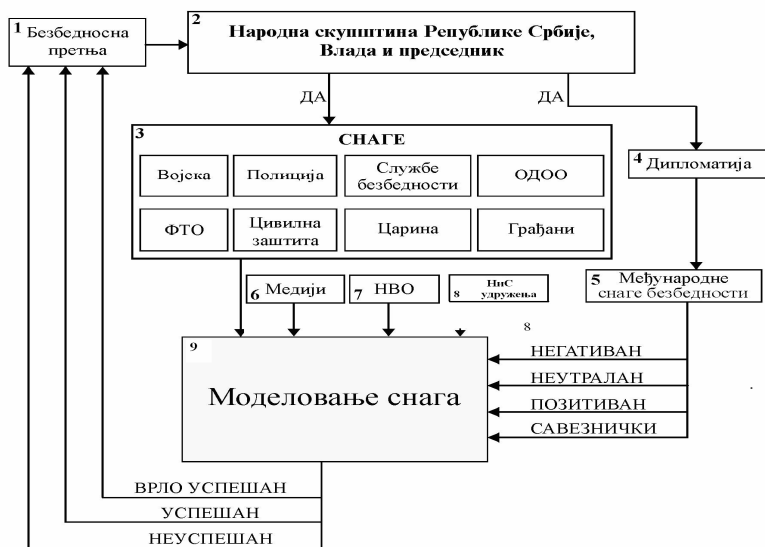 1 Безбедносна
претња
2 Народна скупштина Републике Србије,
Влада и председник
ДА
ДА
3 СНАГЕ
Војска
Полиција
Службе
безбедности
ОДОО
ФТО
Цивилна
заштита
Царина
Грађани
4 Дипломатија
5 Међународне
снаге безбедности
6 Медији
7 НВО
НиС
8 удружења
8
9
Моделовање снага
НЕГАТИВАН
НЕУТРАЛАН
ПОЗИТИВАН
САВЕЗНИЧКИ
ВРЛО УСПЕШАН
УСПЕШАН
НЕУСПЕШАН